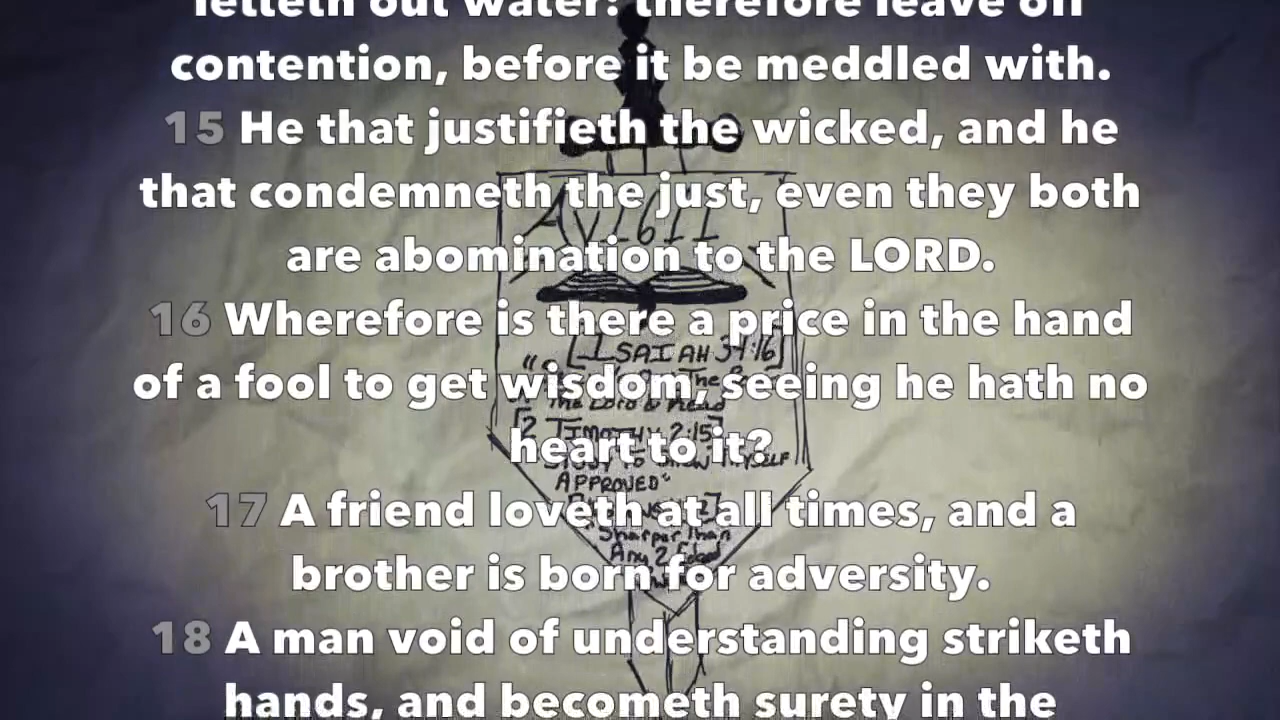 letteth out water: therefore leave off
contention, before it be meddled with.
15 He that justifieth the wicked, and he
that condemneth the just, even they both
are abomination to the LORD.
16 Wherefore is there a price in the hand
of a fool to get wisdom, seeing he hath no
heart to it?
17 A friend loveth at all times, and a
brother is born for adversity.
18 A man void of understanding striketh
hands, and becometh surety in the
AV1611
[ISAIAH 34:16]
The Lord & Read
[2 TIMOTHY 2:15]
APPROVED"
"Sharper Than
Any 2 Edged